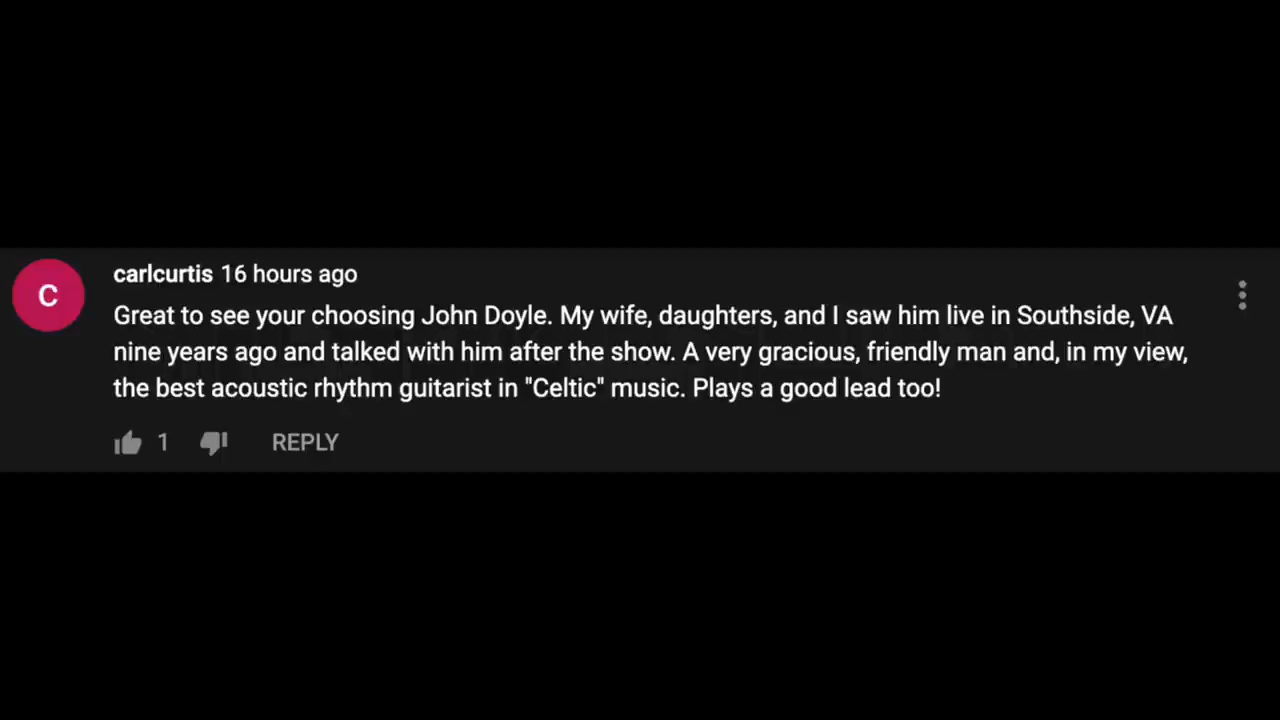 C
carlcurtis 16 hours ago
Great to see your choosing John Doyle. My wife, daughters, and I saw him live in Southside, VA
nine years ago and talked with him after the show. A very gracious, friendly man and, in my view,
the best acoustic rhythm guitarist in "Celtic" music. Plays a good lead too!
1 REPLY